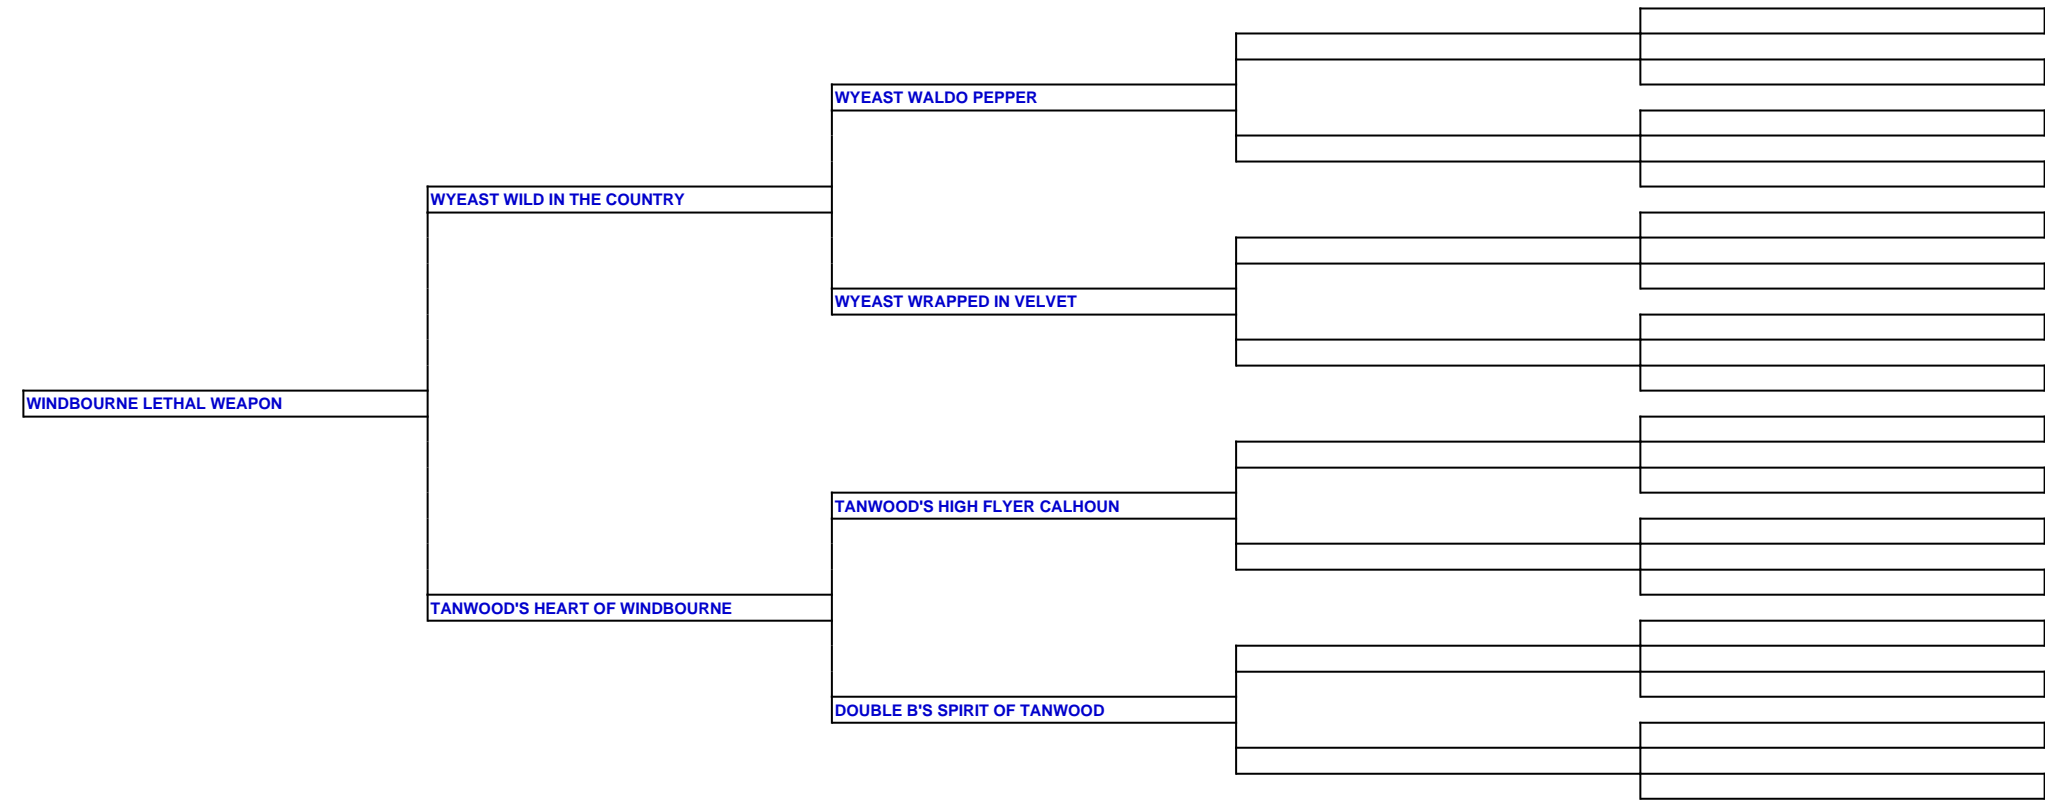 WYEAST WALDO PEPPER
WYEAST WILD IN THE COUNTRY
WYEAST WRAPPED IN VELVET
WINDBOURNE LETHAL WEAPON
TANWOOD'S HIGH FLYER CALHOUN
TANWOOD'S HEART OF WINDBOURNE
DOUBLE B'S SPIRIT OF TANWOOD